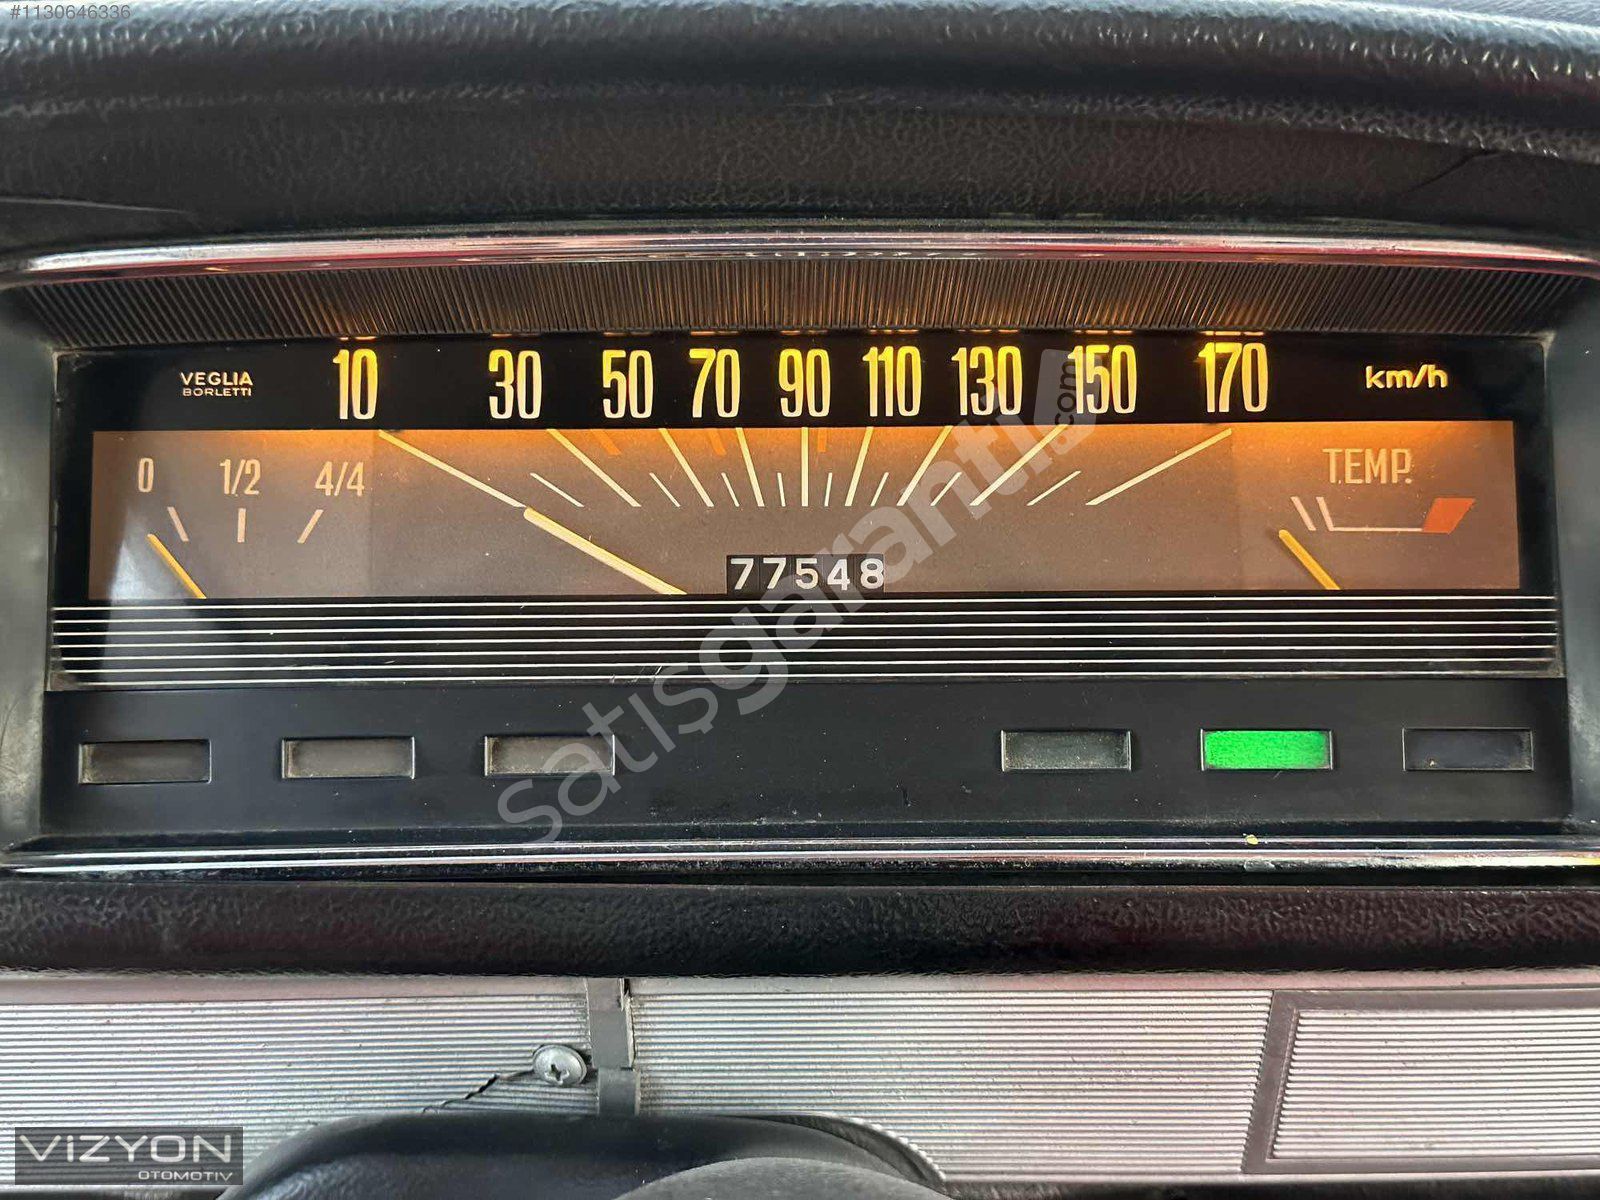 #1130646336
10 30 50 70 90 110 130 150 170
VEGLIA
BORLETTI
km/h
0 1/2 4/4
TEMP.
77548
satışgaranti.com
VIZYON
OTOMOTIV